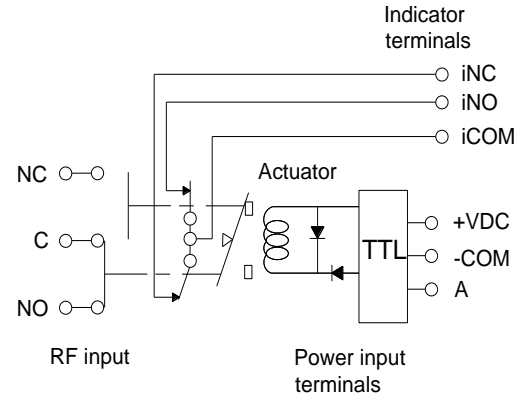 Indicator
terminals
iNC
iNO
iCOM
NC
Actuator
C
TTL
+VDC
-COM
A
NO
RF input
Power input
terminals